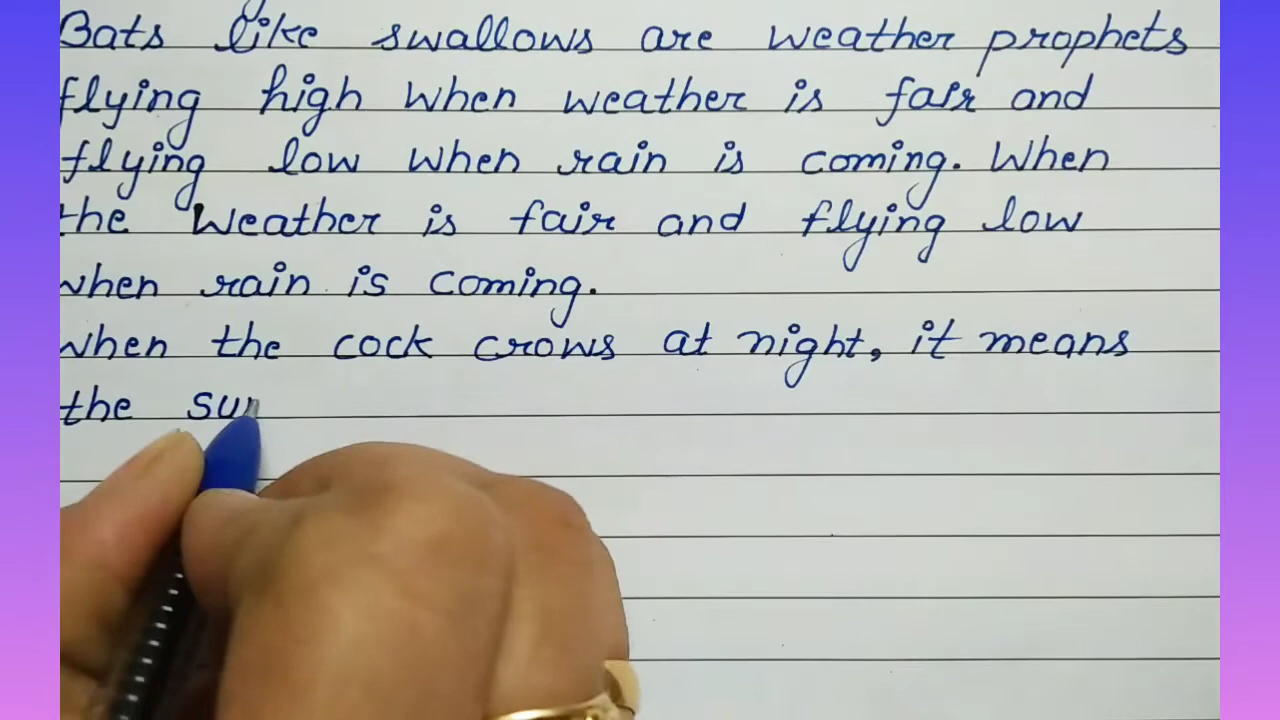 Bats like swallows are weather prophets
flying high when weather is fair and
flying low when rain is coming. When
the weather is fair and flying low
when rain is coming.
When the cock crows at night, it means
the